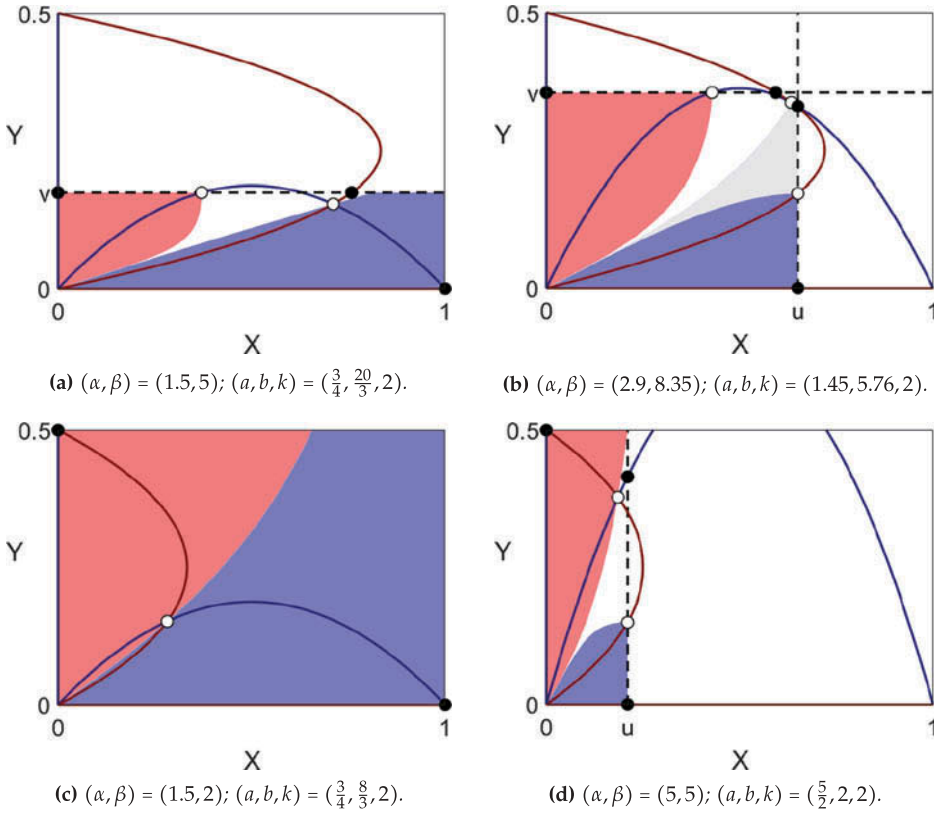 0.5
Y
v
0
0
1
X
(a) (α, β) = (1.5, 5); (a, b, k) = (3/4, 20/3, 2).
0.5
Y
v
0
0
u
1
X
(b) (α, β) = (2.9, 8.35); (a, b, k) = (1.45, 5.76, 2).
0.5
Y
0
0
1
X
(c) (α, β) = (1.5, 2); (a, b, k) = (3/4, 8/3, 2).
0.5
Y
0
0
u
1
X
(d) (α, β) = (5, 5); (a, b, k) = (5/2, 2, 2).